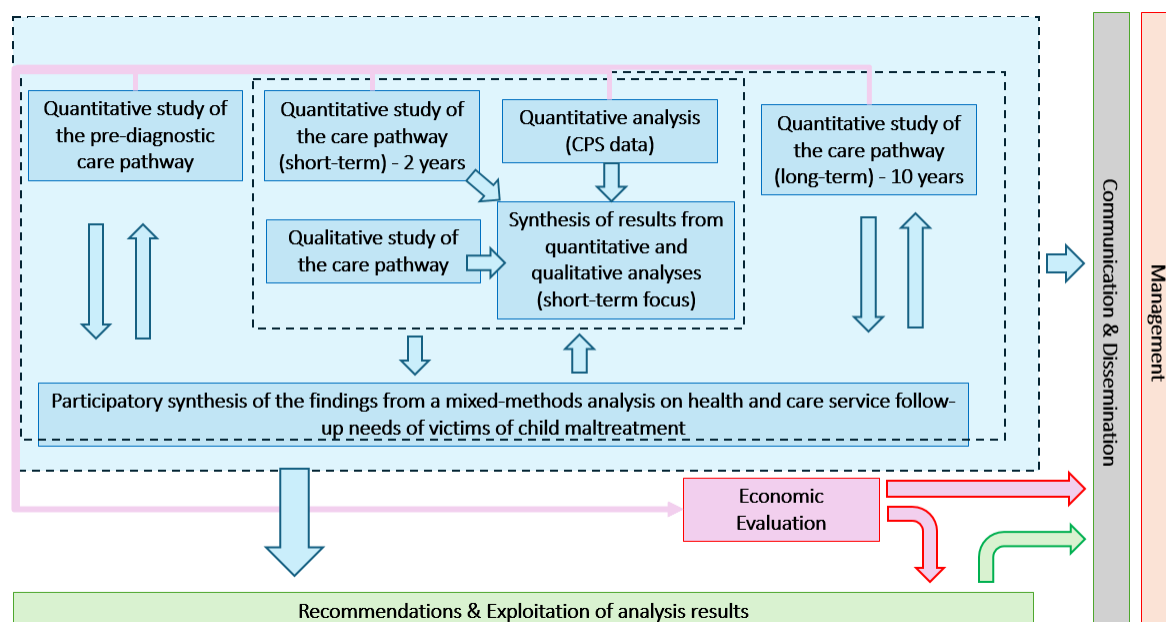 Quantitative study of
the pre-diagnostic
care pathway
Quantitative study of
the care pathway
(short-term) - 2 years
Quantitative analysis
(CPS data)
Quantitative study of
the care pathway
(long-term) - 10 years
Qualitative study of
the care pathway
Synthesis of results from
quantitative and
qualitative analyses
(short-term focus)
Participatory synthesis of the findings from a mixed-methods analysis on health and care service follow-
up needs of victims of child maltreatment
Economic
Evaluation
Recommendations & Exploitation of analysis results
Communication & Dissemination
Management